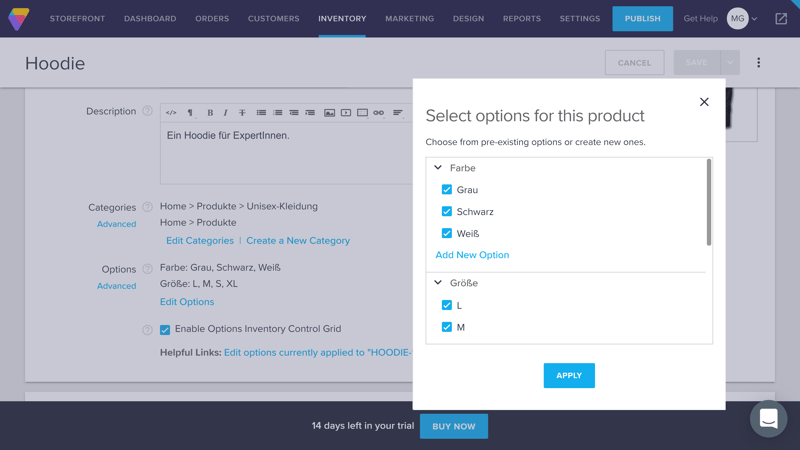 STOREFRONT DASHBOARD ORDERS CUSTOMERS INVENTORY MARKETING DESIGN REPORTS SETTINGS PUBLISH Get Help MG
Hoodie
CANCEL SAVE
Description
B I T
Ein Hoodie für ExpertInnen.
Categories
Advanced
Home > Produkte > Unisex-Kleidung
Home > Produkte
Edit Categories | Create a New Category
Options
Advanced
Farbe: Grau, Schwarz, Weiß
Größe: L, M, S, XL
Edit Options
Enable Options Inventory Control Grid
Helpful Links: Edit options currently applied to "HOODIE-
Select options for this product
Choose from pre-existing options or create new ones.
Farbe
Grau
Schwarz
Weiß
Add New Option
Größe
L
M
APPLY
14 days left in your trial BUY NOW